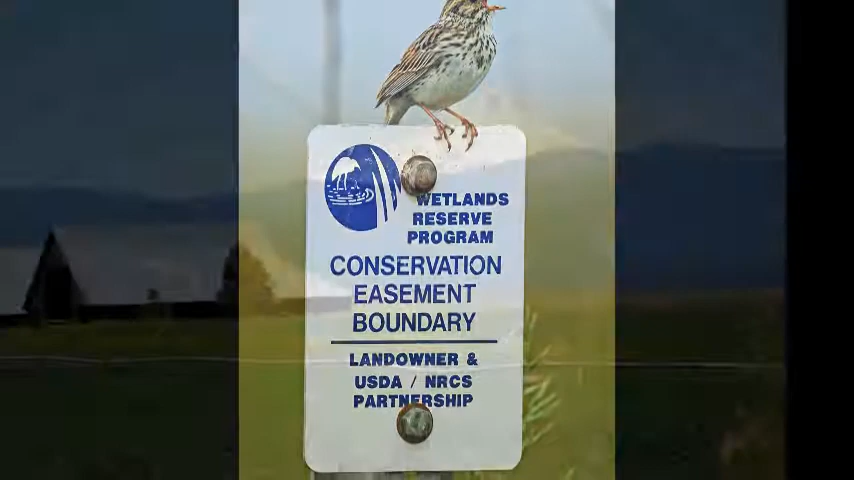 WETLANDS
RESERVE
PROGRAM
CONSERVATION
EASEMENT
BOUNDARY
LANDOWNER &
USDA / NRCS
PARTNERSHIP